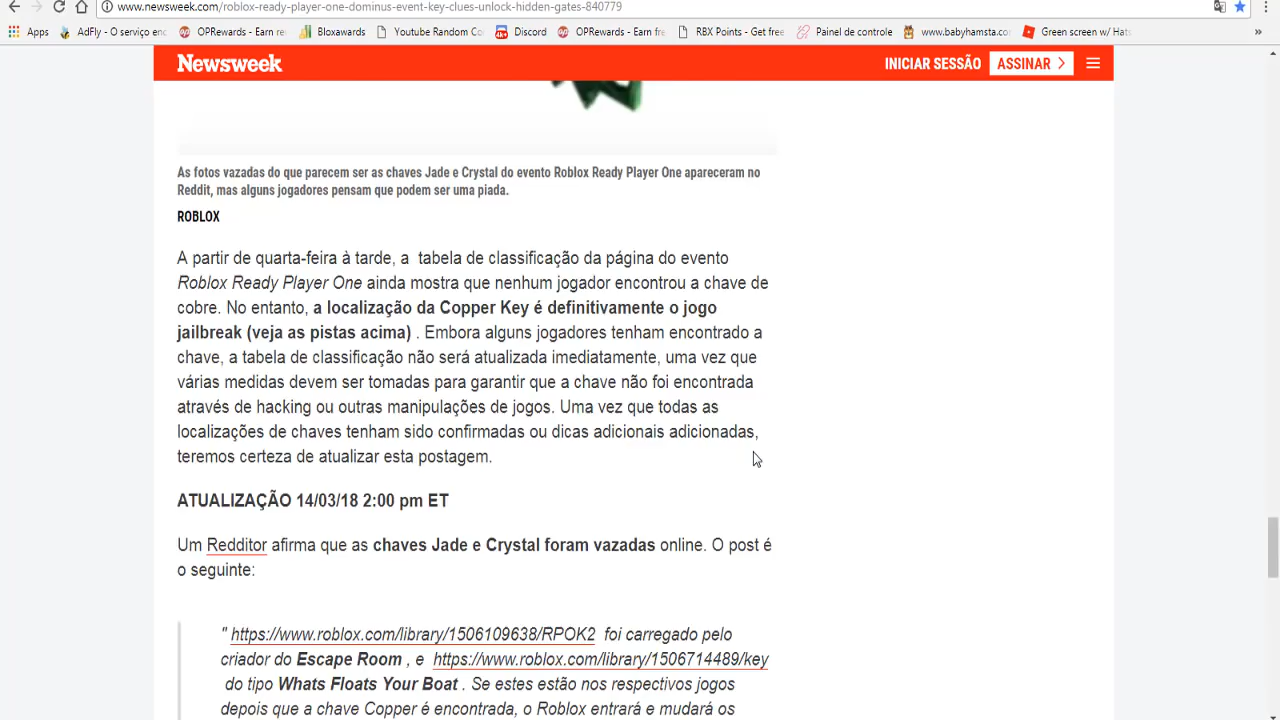 www.newsweek.com/roblox-ready-player-one-dominus-event-key-clues-unlock-hidden-gates-840779
Apps AdFly - O serviço enc OPRewards - Earn re Bloxawards Youtube Random Co Discord OPRewards - Earn fre RBX Points - Get free Painel de controle www.babyhamsta.co Green screen w/ Hats »
Newsweek INICIAR SESSÃO ASSINAR
As fotos vazadas do que parecem ser as chaves Jade e Crystal do evento Roblox Ready Player One apareceram no
Reddit, mas alguns jogadores pensam que podem ser uma piada.
ROBLOX
A partir de quarta-feira à tarde, a tabela de classificação da página do evento
Roblox Ready Player One ainda mostra que nenhum jogador encontrou a chave de
cobre. No entanto, a localização da Copper Key é definitivamente o jogo
jailbreak (veja as pistas acima) . Embora alguns jogadores tenham encontrado a
chave, a tabela de classificação não será atualizada imediatamente, uma vez que
várias medidas devem ser tomadas para garantir que a chave não foi encontrada
através de hacking ou outras manipulações de jogos. Uma vez que todas as
localizações de chaves tenham sido confirmadas ou dicas adicionais adicionadas,
teremos certeza de atualizar esta postagem.
ATUALIZAÇÃO 14/03/18 2:00 pm ET
Um Redditor afirma que as chaves Jade e Crystal foram vazadas online. O post é
o seguinte:
" https://www.roblox.com/library/1506109638/RPOK2 foi carregado pelo
criador do Escape Room , e https://www.roblox.com/library/1506714489/key
do tipo Whats Floats Your Boat . Se estes estão nos respectivos jogos
depois que a chave Copper é encontrada, o Roblox entrará e mudará os